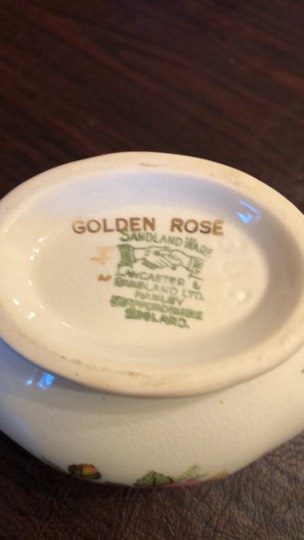 GOLDEN ROSE
SANDLAND WARE
LANCASTER &
SANDLAND LTD.
HANLEY
STAFFORDSHIRE
ENGLAND.